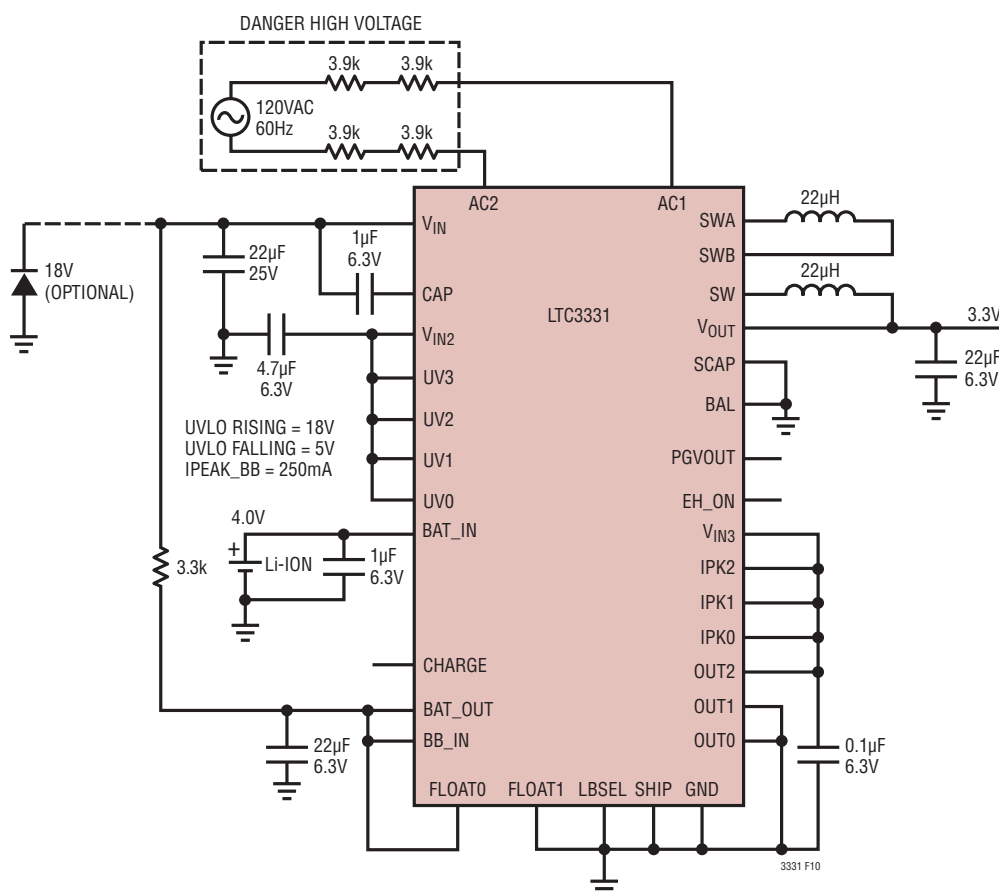 DANGER HIGH VOLTAGE
3.9k
3.9k
120VAC
60Hz
3.9k
3.9k
AC2
AC1
VIN
SWA
22µH
SWB
22µF
25V
1µF
6.3V
18V
(OPTIONAL)
CAP
SW
22µH
LTC3331
VIN2
VOUT
3.3V
4.7µF
6.3V
SCAP
22µF
6.3V
UV3
BAL
UV2
UVLO RISING = 18V
UVLO FALLING = 5V
IPEAK_BB = 250mA
UV1
PGVOUT
UV0
EH_ON
4.0V
BAT_IN
VIN3
+
Li-ION
1µF
6.3V
3.3k
IPK2
IPK1
IPK0
CHARGE
OUT2
BAT_OUT
OUT1
BB_IN
OUT0
22µF
6.3V
0.1µF
6.3V
FLOAT0
FLOAT1
LBSEL
SHIP
GND
3331 F10